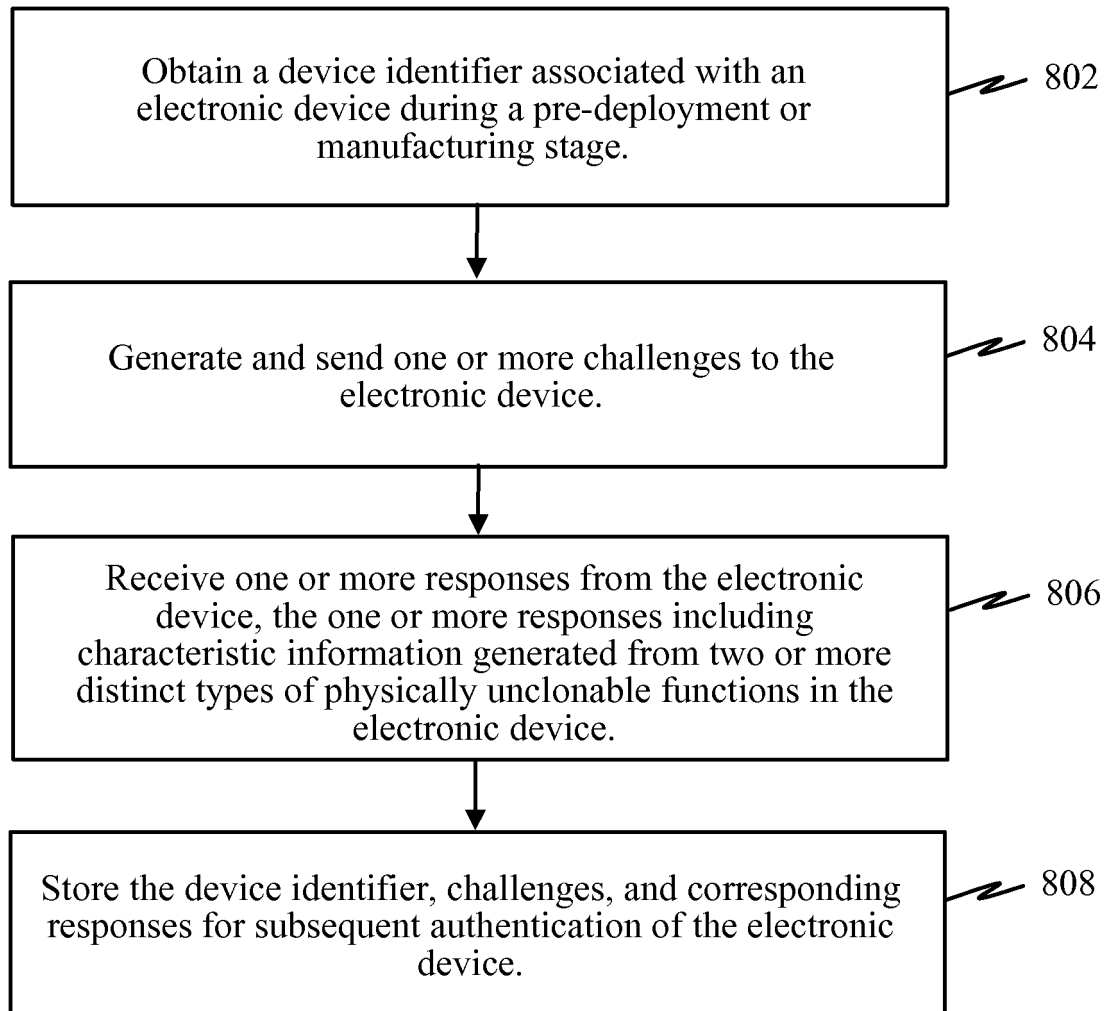 Obtain a device identifier associated with an
electronic device during a pre-deployment or
manufacturing stage.
802
Generate and send one or more challenges to the
electronic device.
804
Receive one or more responses from the electronic
device, the one or more responses including
characteristic information generated from two or more
distinct types of physically unclonable functions in the
electronic device.
806
Store the device identifier, challenges, and corresponding
responses for subsequent authentication of the electronic
device.
808